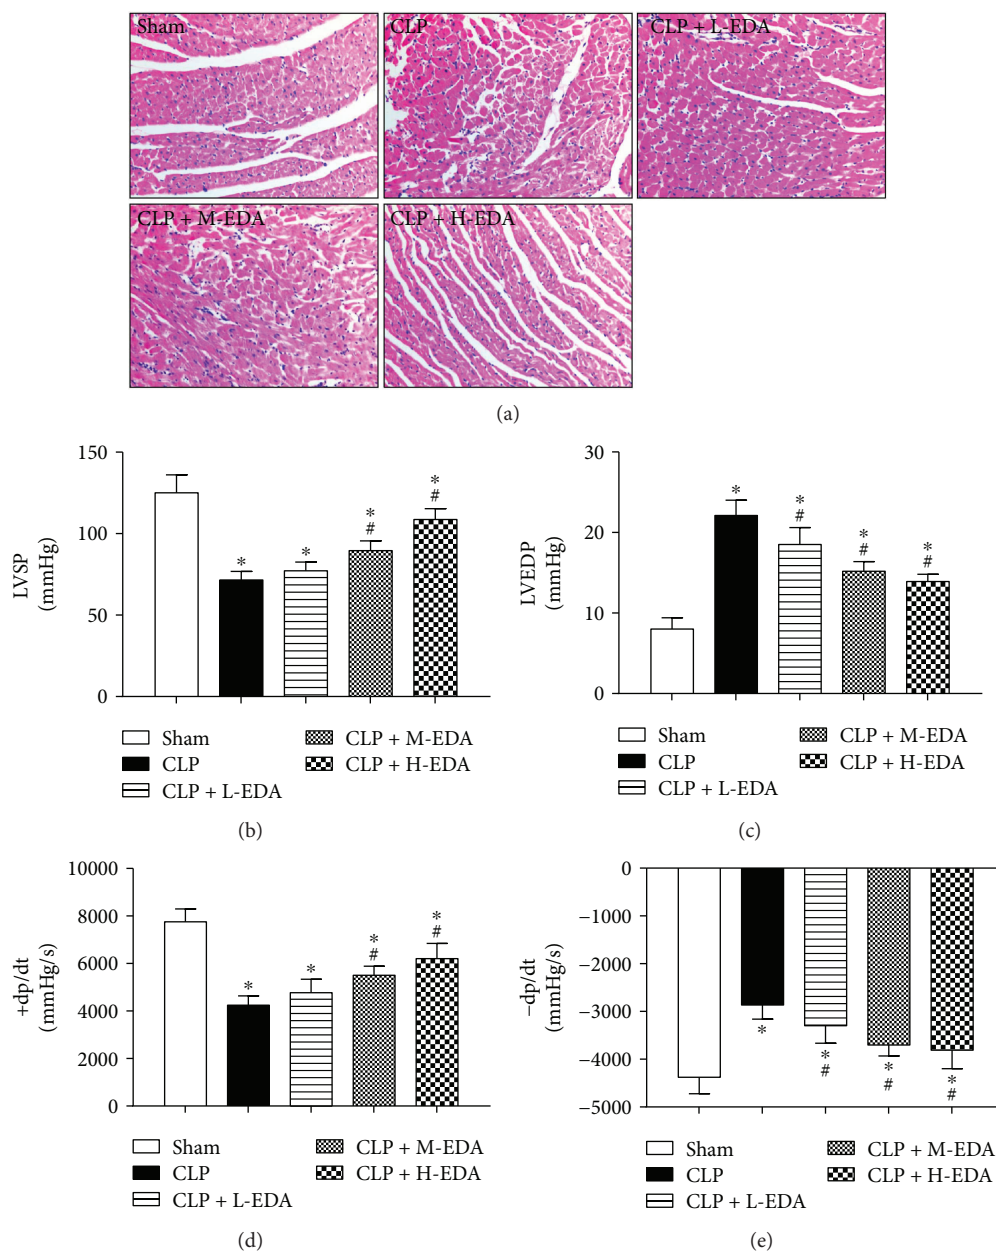 Sham
CLP
CLP + L-EDA
CLP + M-EDA
CLP + H-EDA
(a)
150
100
50
0
LVSP
(mmHg)
*
*
*
#
*
#
Sham
CLP
CLP + L-EDA
CLP + M-EDA
CLP + H-EDA
(b)
30
20
10
0
LVEDP
(mmHg)
*
*
#
*
#
*
#
Sham
CLP
CLP + L-EDA
CLP + M-EDA
CLP + H-EDA
(c)
10000
8000
6000
4000
2000
0
+dp/dt
(mmHg/s)
*
*
*
#
*
#
Sham
CLP
CLP + L-EDA
CLP + M-EDA
CLP + H-EDA
(d)
0
−1000
−2000
−3000
−4000
−5000
−dp/dt
(mmHg/s)
*
*
#
*
#
*
#
Sham
CLP
CLP + L-EDA
CLP + M-EDA
CLP + H-EDA
(e)